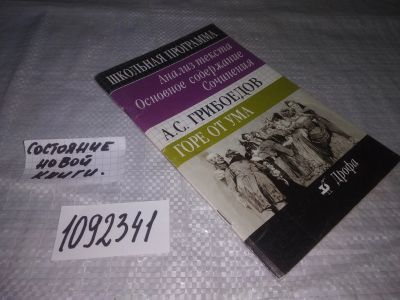 ШКОЛЬНАЯ ПРОГРАММА
Анализ текста
Основное содержание
Сочинения
А.С. ГРИБОЕДОВ
ГОРЕ ОТ УМА
Дрофа
СОСТОЯНИЕ
НОВОЙ
КНИГИ.
1092341